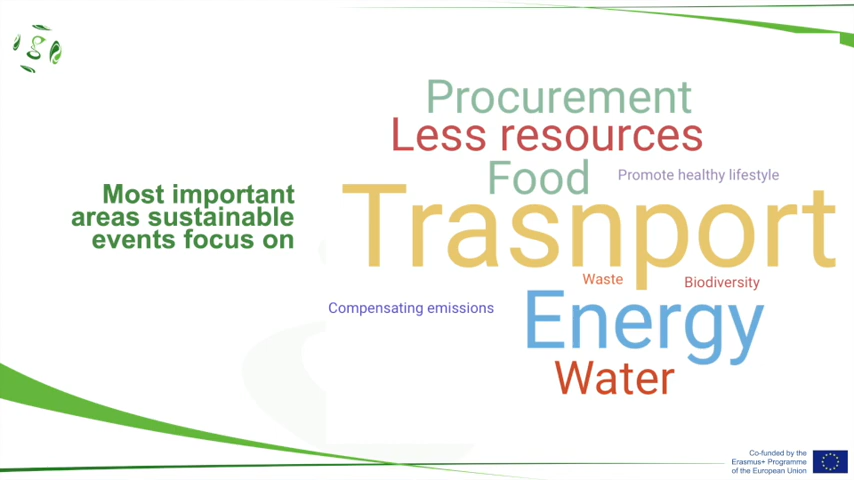 Most important
areas sustainable
events focus on
Procurement
Less resources
Food
Promote healthy lifestyle
Trasnport
Waste
Biodiversity
Compensating emissions
Energy
Water
Co-funded by the
Erasmus+ Programme
of the European Union